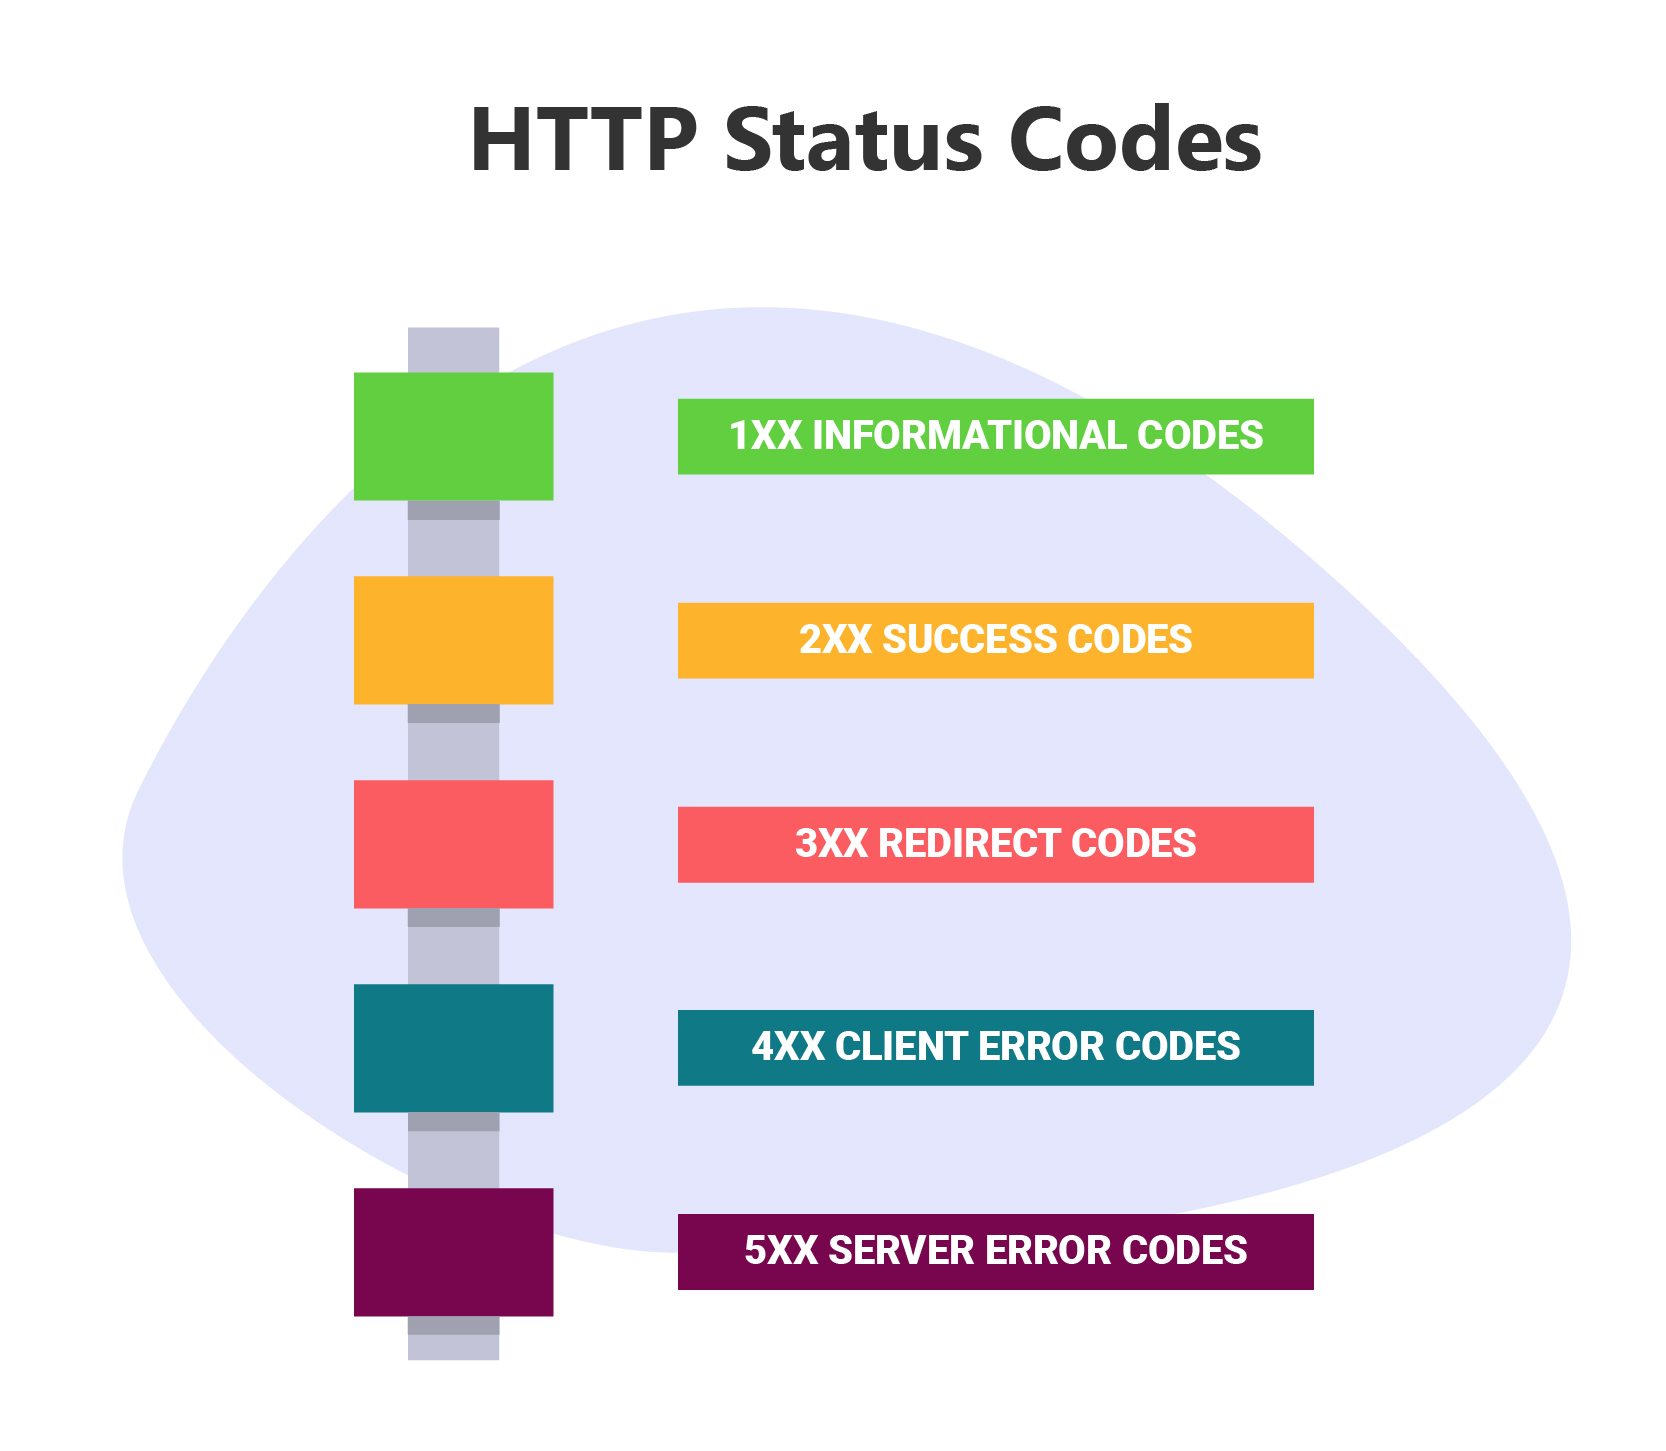 HTTP Status Codes
1XX INFORMATIONAL CODES
2XX SUCCESS CODES
3XX REDIRECT CODES
4XX CLIENT ERROR CODES
5XX SERVER ERROR CODES